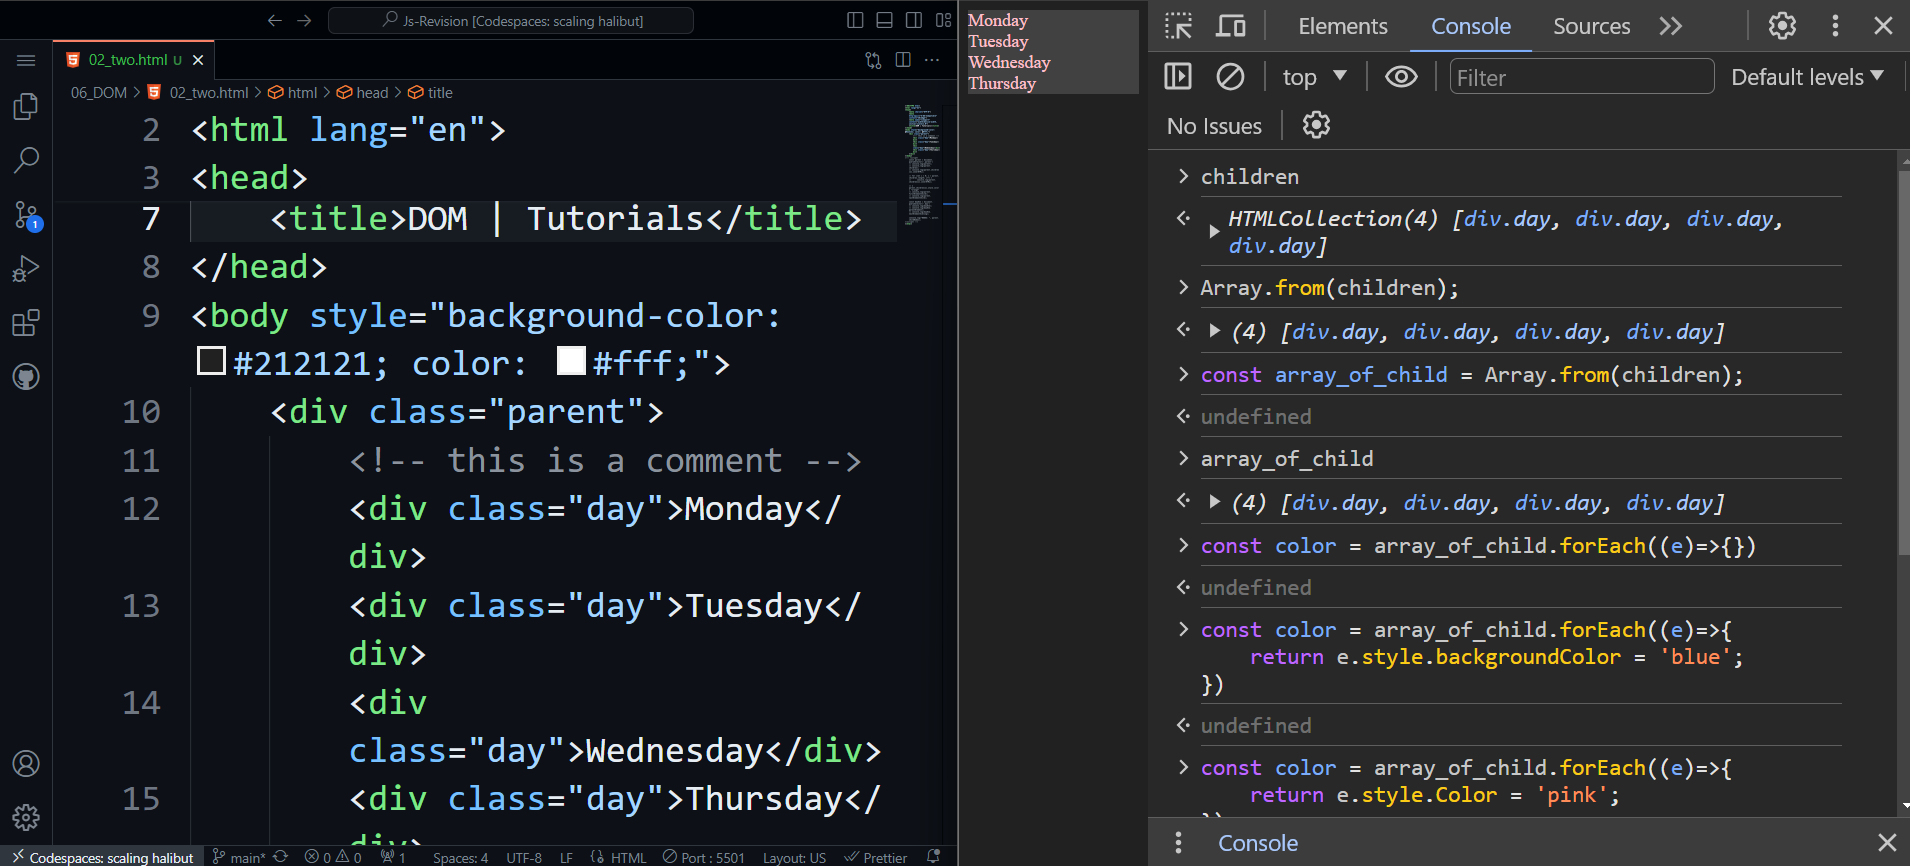 Js-Revision [Codespaces: scaling halibut]
02_two.html U
06_DOM > 02_two.html > html > head > title
2 <html lang="en">
3 <head>
7 <title>DOM | Tutorials</title>
8 </head>
9 <body style="background-color:
#212121; color: #fff;">
10 <div class="parent">
11 <!-- this is a comment -->
12 <div class="day">Monday</
div>
13 <div class="day">Tuesday</
div>
14 <div
class="day">Wednesday</div>
15 <div class="day">Thursday</
div>
1
Codespaces: scaling halibut main* 0 0 1 Spaces: 4 UTF-8 LF HTML Port : 5501 Layout: US Prettier
Monday
Tuesday
Wednesday
Thursday
Elements Console Sources
top Filter Default levels
No Issues
> children
HTMLCollection(4) [div.day, div.day, div.day,
div.day]
> Array.from(children);
(4) [div.day, div.day, div.day, div.day]
> const array_of_child = Array.from(children);
undefined
> array_of_child
(4) [div.day, div.day, div.day, div.day]
> const color = array_of_child.forEach((e)=>{})
undefined
> const color = array_of_child.forEach((e)=>{
return e.style.backgroundColor = 'blue';
})
undefined
> const color = array_of_child.forEach((e)=>{
return e.style.Color = 'pink';
})
Console